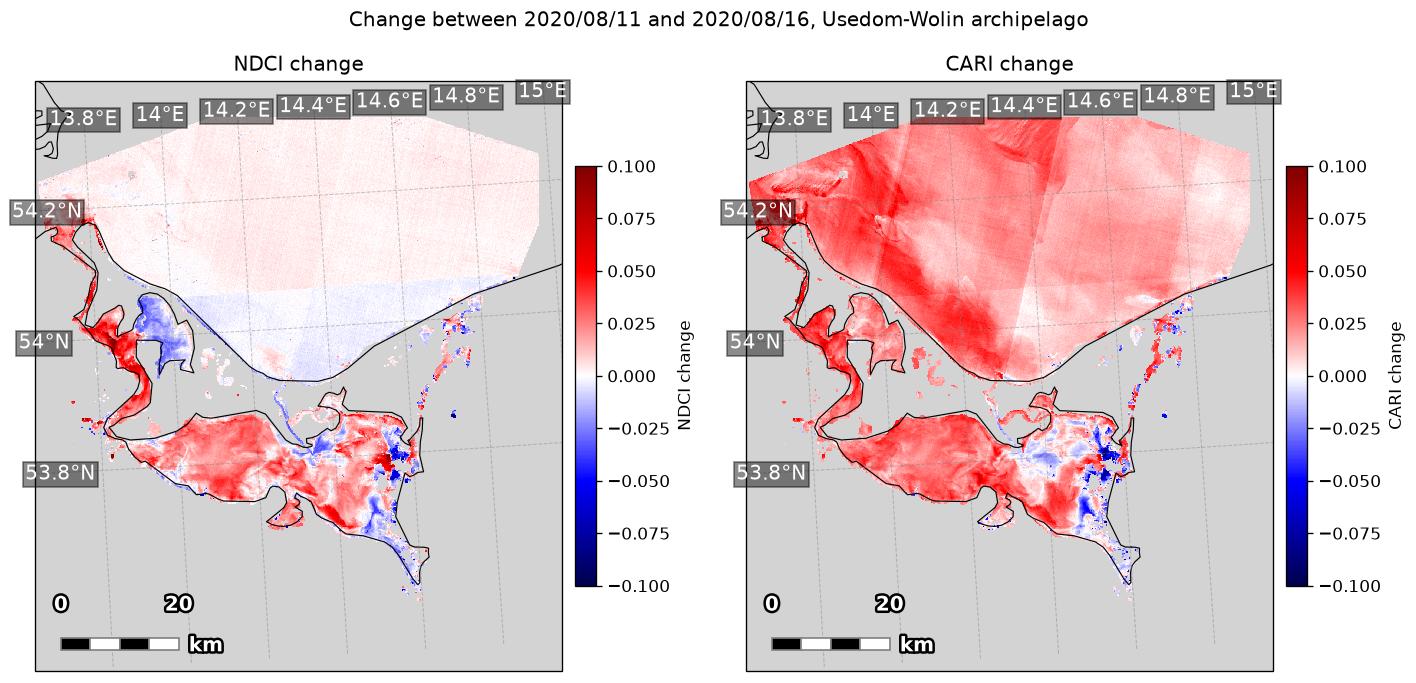 Change between 2020/08/11 and 2020/08/16, Usedom-Wolin archipelago
NDCI change
13.8°E 14°E 14.2°E 14.4°E 14.6°E 14.8°E 15°E
54.2°N
54°N
53.8°N
0 20
km
0.100
0.075
0.050
0.025
0.000
−0.025
−0.050
−0.075
−0.100
NDCI change
CARI change
13.8°E 14°E 14.2°E 14.4°E 14.6°E 14.8°E 15°E
54.2°N
54°N
53.8°N
0 20
km
0.100
0.075
0.050
0.025
0.000
−0.025
−0.050
−0.075
−0.100
CARI change